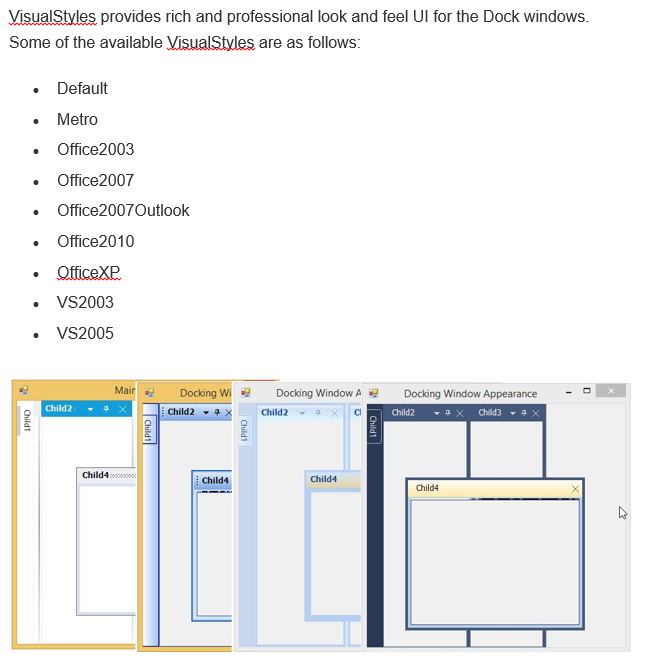 VisualStyles provides rich and professional look and feel UI for the Dock windows.
Some of the available VisualStyles are as follows:
Default
Metro
Office2003
Office2007
Office2007Outlook
Office2010
OfficeXP
VS2003
VS2005
Main
Docking Wi
Docking Window A
Docking Window Appearance
Child1
Child2
Child4
Child1
Child2
Child4
Child1
Child2
Cl
Child4
Child1
Child2
Child3
Child4